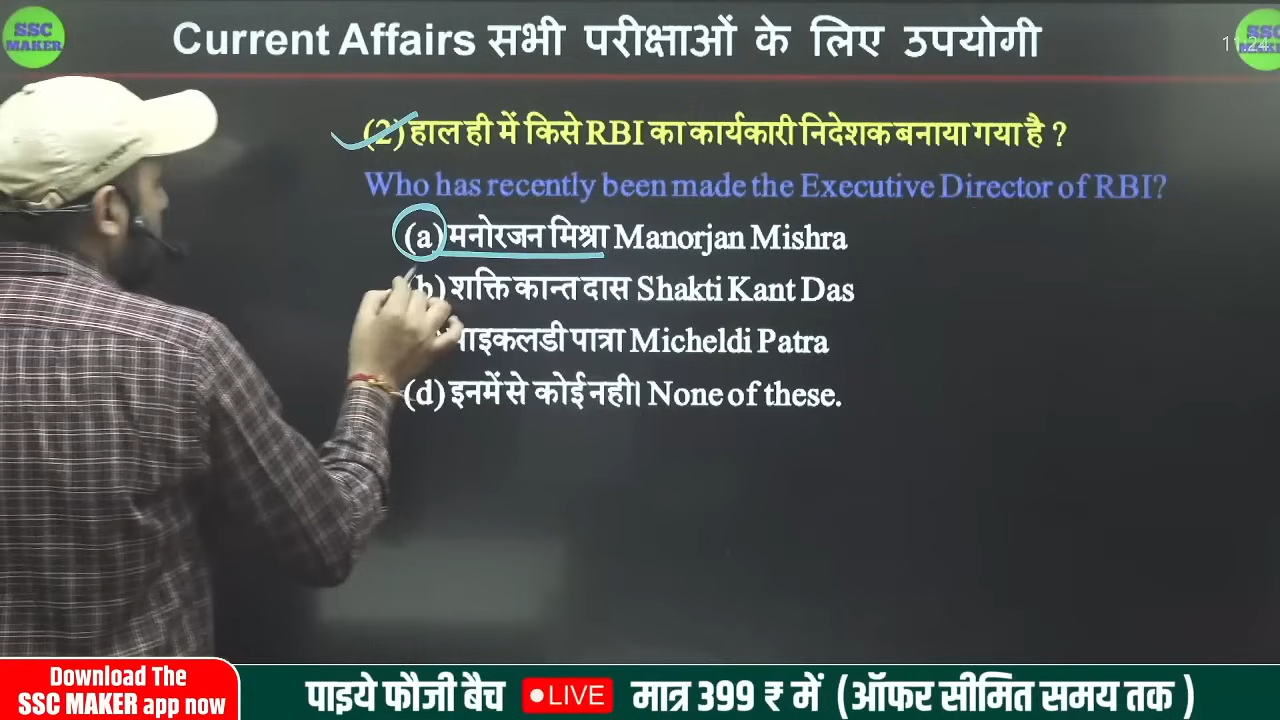 SSC
MAKER
Current Affairs सभी परीक्षाओं के लिए उपयोगी
11:24
(2) हाल ही में किसे RBI का कार्यकारी निदेशक बनाया गया है ?
Who has recently been made the Executive Director of RBI?
(a) मनोरजन मिश्रा Manorjan Mishra
(b) शक्ति कान्त दास Shakti Kant Das
Micheldi Patra
पात्रा
(d) इनमें से कोई नही। None of these.
Download The
SSC MAKER app now
पाइये फौजी बैच LIVE मात्र 399 ₹ में (ऑफर सीमित समय तक )